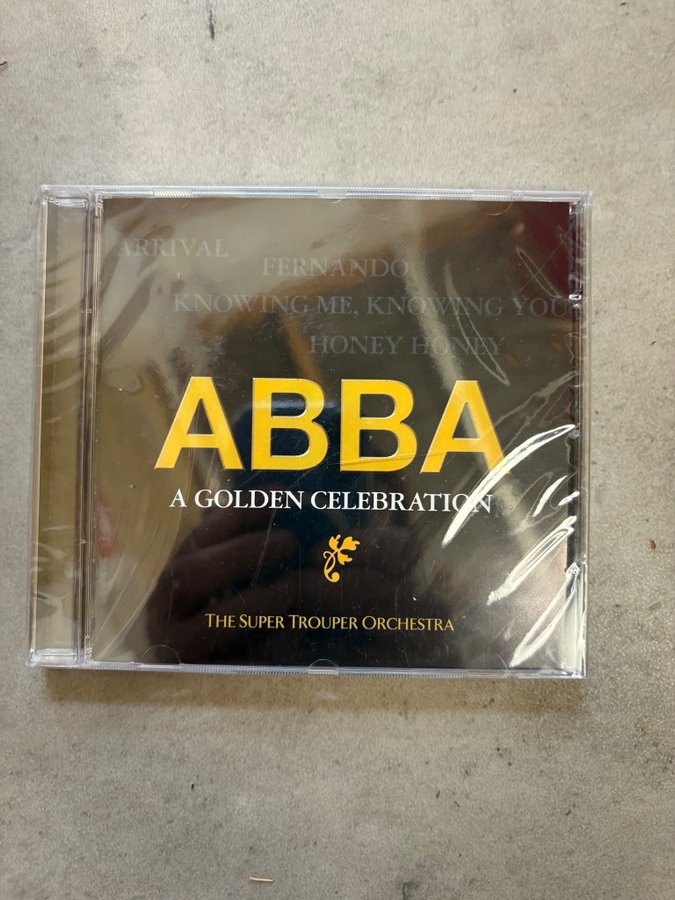 ARRIVAL
FERNANDO
KNOWING ME, KNOWING YOU
HONEY HONEY
ABBA
A GOLDEN CELEBRATION
THE SUPER TROUPER ORCHESTRA